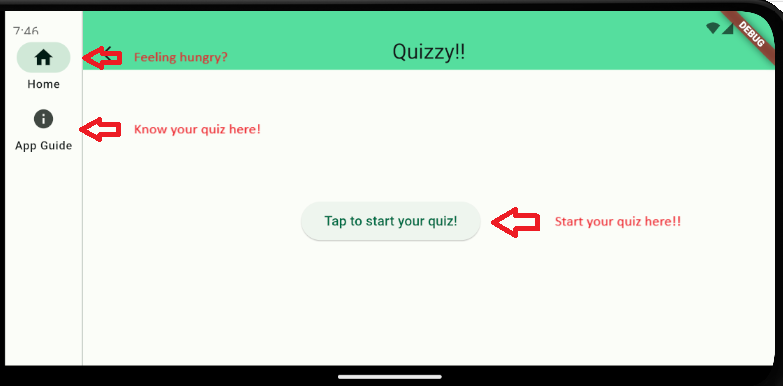 7:46
DEBUG
Quizzy!!
Feeling hungry?
Home
Know your quiz here!
App Guide
Tap to start your quiz!
Start your quiz here!!